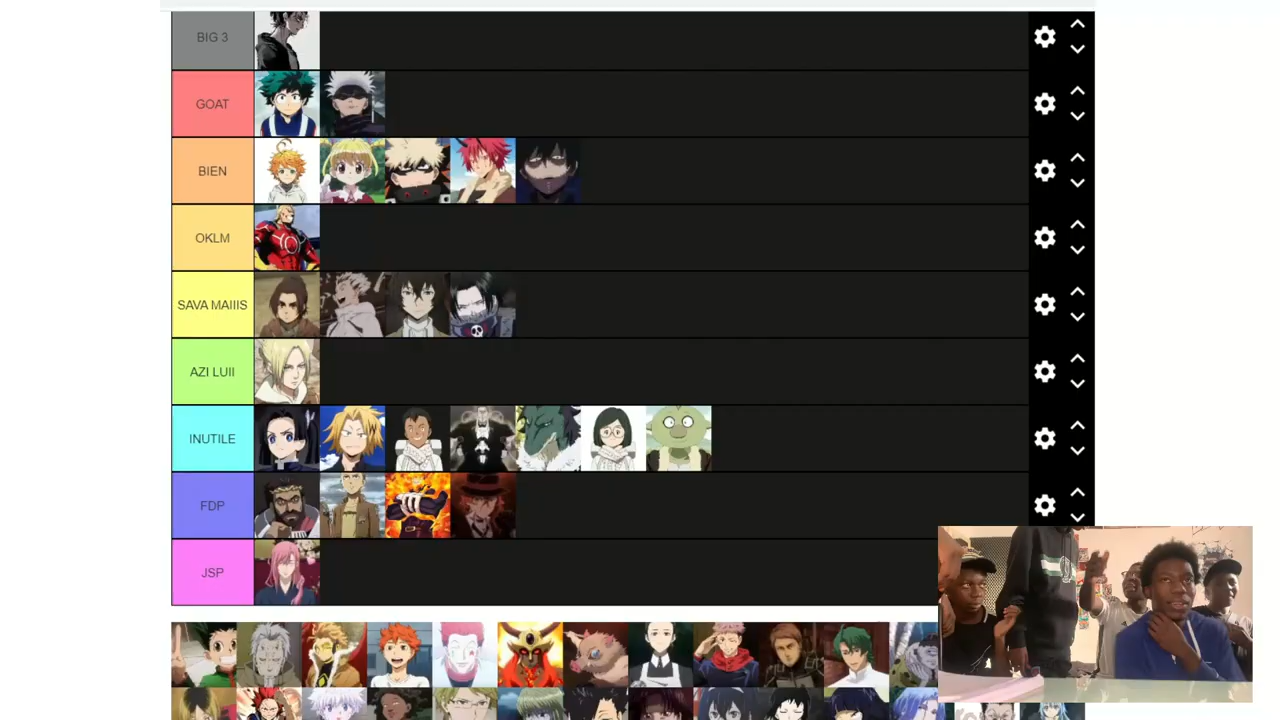 BIG 3
GOAT
BIEN
OKLM
SAVA MAIIIS
AZI LUII
INUTILE
FDP
JSP